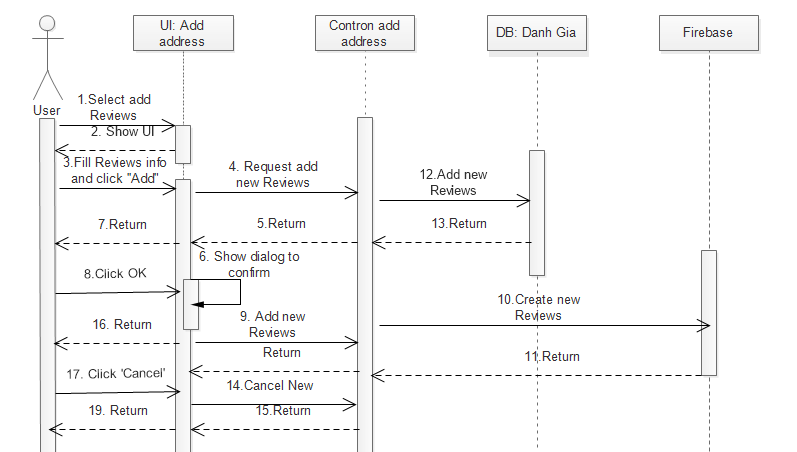 UI: Add
address
Contron add
address
DB: Danh Gia
Firebase
User
1.Select add
Reviews
2. Show UI
3.Fill Reviews info
and click "Add"
4. Request add
new Reviews
12.Add new
Reviews
7.Return
5.Return
13.Return
6. Show dialog to
confirm
8.Click OK
9. Add new
Reviews
10.Create new
Reviews
16. Return
Return
11.Return
17. Click 'Cancel'
14.Cancel New
19. Return
15.Return